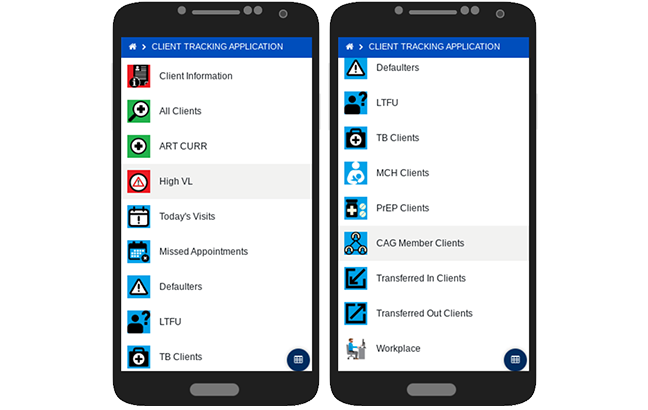 CLIENT TRACKING APPLICATION
Client Information
All Clients
ART CURR
High VL
Today's Visits
Missed Appointments
Defaulters
LTFU
TB Clients
CLIENT TRACKING APPLICATION
Defaulters
LTFU
TB Clients
MCH Clients
PrEP Clients
CAG Member Clients
Transferred In Clients
Transferred Out Clients
Workplace